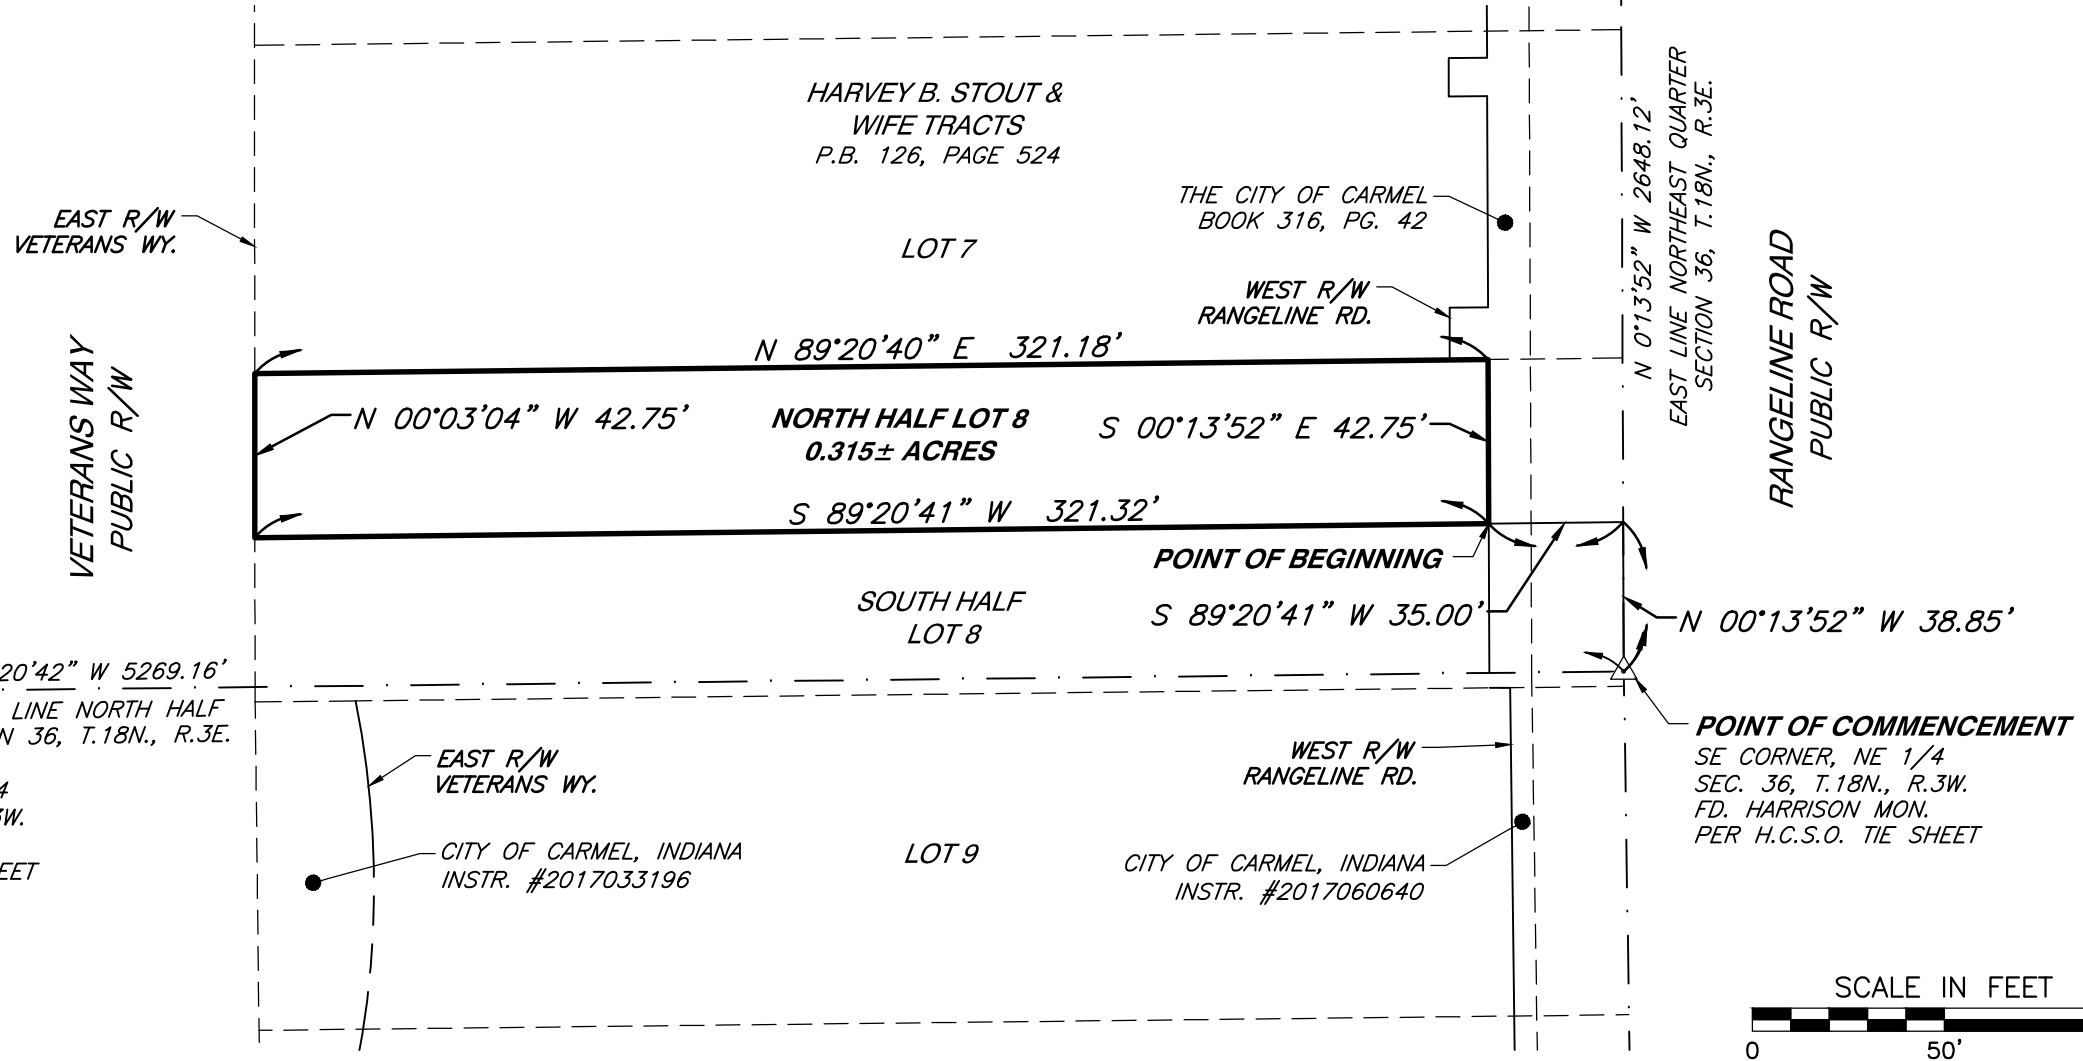 HARVEY B. STOUT &
WIFE TRACTS
P.B. 126, PAGE 524
THE CITY OF CARMEL
BOOK 316, PG. 42
EAST R/W
VETERANS WY.
LOT 7
WEST R/W
RANGELINE RD.
N 0°13'52" W 2648.12'
EAST LINE NORTHEAST QUARTER
SECTION 36, T.18N., R.3E.
RANGELINE ROAD
PUBLIC R/W
VETERANS WAY
PUBLIC R/W
N 89°20'40" E 321.18'
N 00°03'04" W 42.75'
NORTH HALF LOT 8
0.315± ACRES
S 00°13'52" E 42.75'
S 89°20'41" W 321.32'
POINT OF BEGINNING
SOUTH HALF
LOT 8
S 89°20'41" W 35.00'
N 00°13'52" W 38.85'
20'42" W 5269.16'
LINE NORTH HALF
N 36, T.18N., R.3E.
4
3W.
EET
EAST R/W
VETERANS WY.
WEST R/W
RANGELINE RD.
POINT OF COMMENCEMENT
SE CORNER, NE 1/4
SEC. 36, T.18N., R.3W.
FD. HARRISON MON.
PER H.C.S.O. TIE SHEET
CITY OF CARMEL, INDIANA
INSTR. #2017033196
LOT 9
CITY OF CARMEL, INDIANA
INSTR. #2017060640
SCALE IN FEET
0 50'